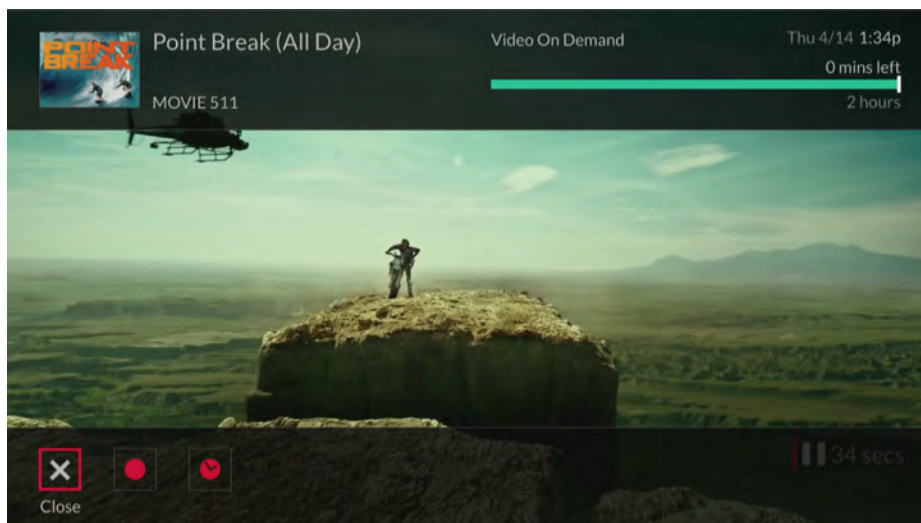 POINT
BREAK
Point Break (All Day)
MOVIE 511
Video On Demand
Thu 4/14 1:34p
0 mins left
2 hours
34 secs
Close